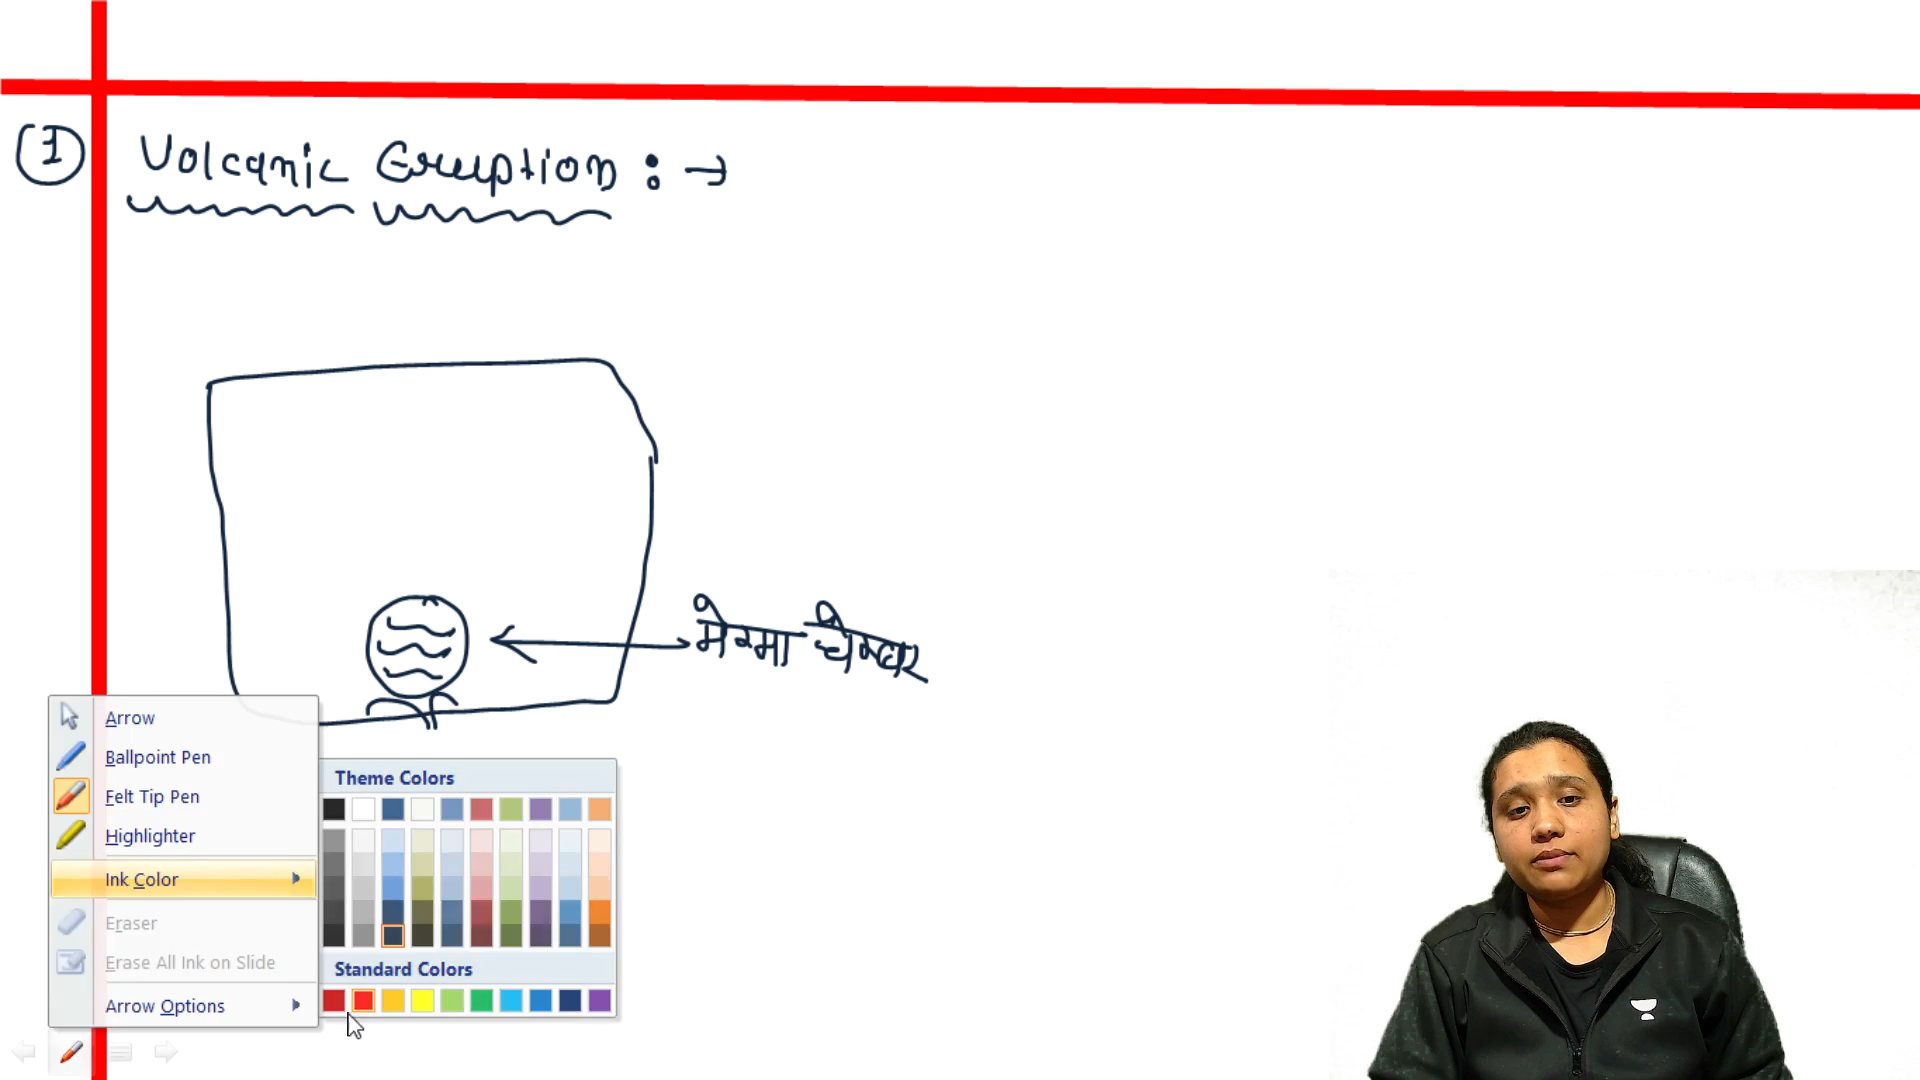 1 Volcanic Eruption : →
मेग्मा चेम्बर
Arrow
Ballpoint Pen
Felt Tip Pen
Highlighter
Ink Color
Eraser
Erase All Ink on Slide
Arrow Options
Theme Colors
Standard Colors